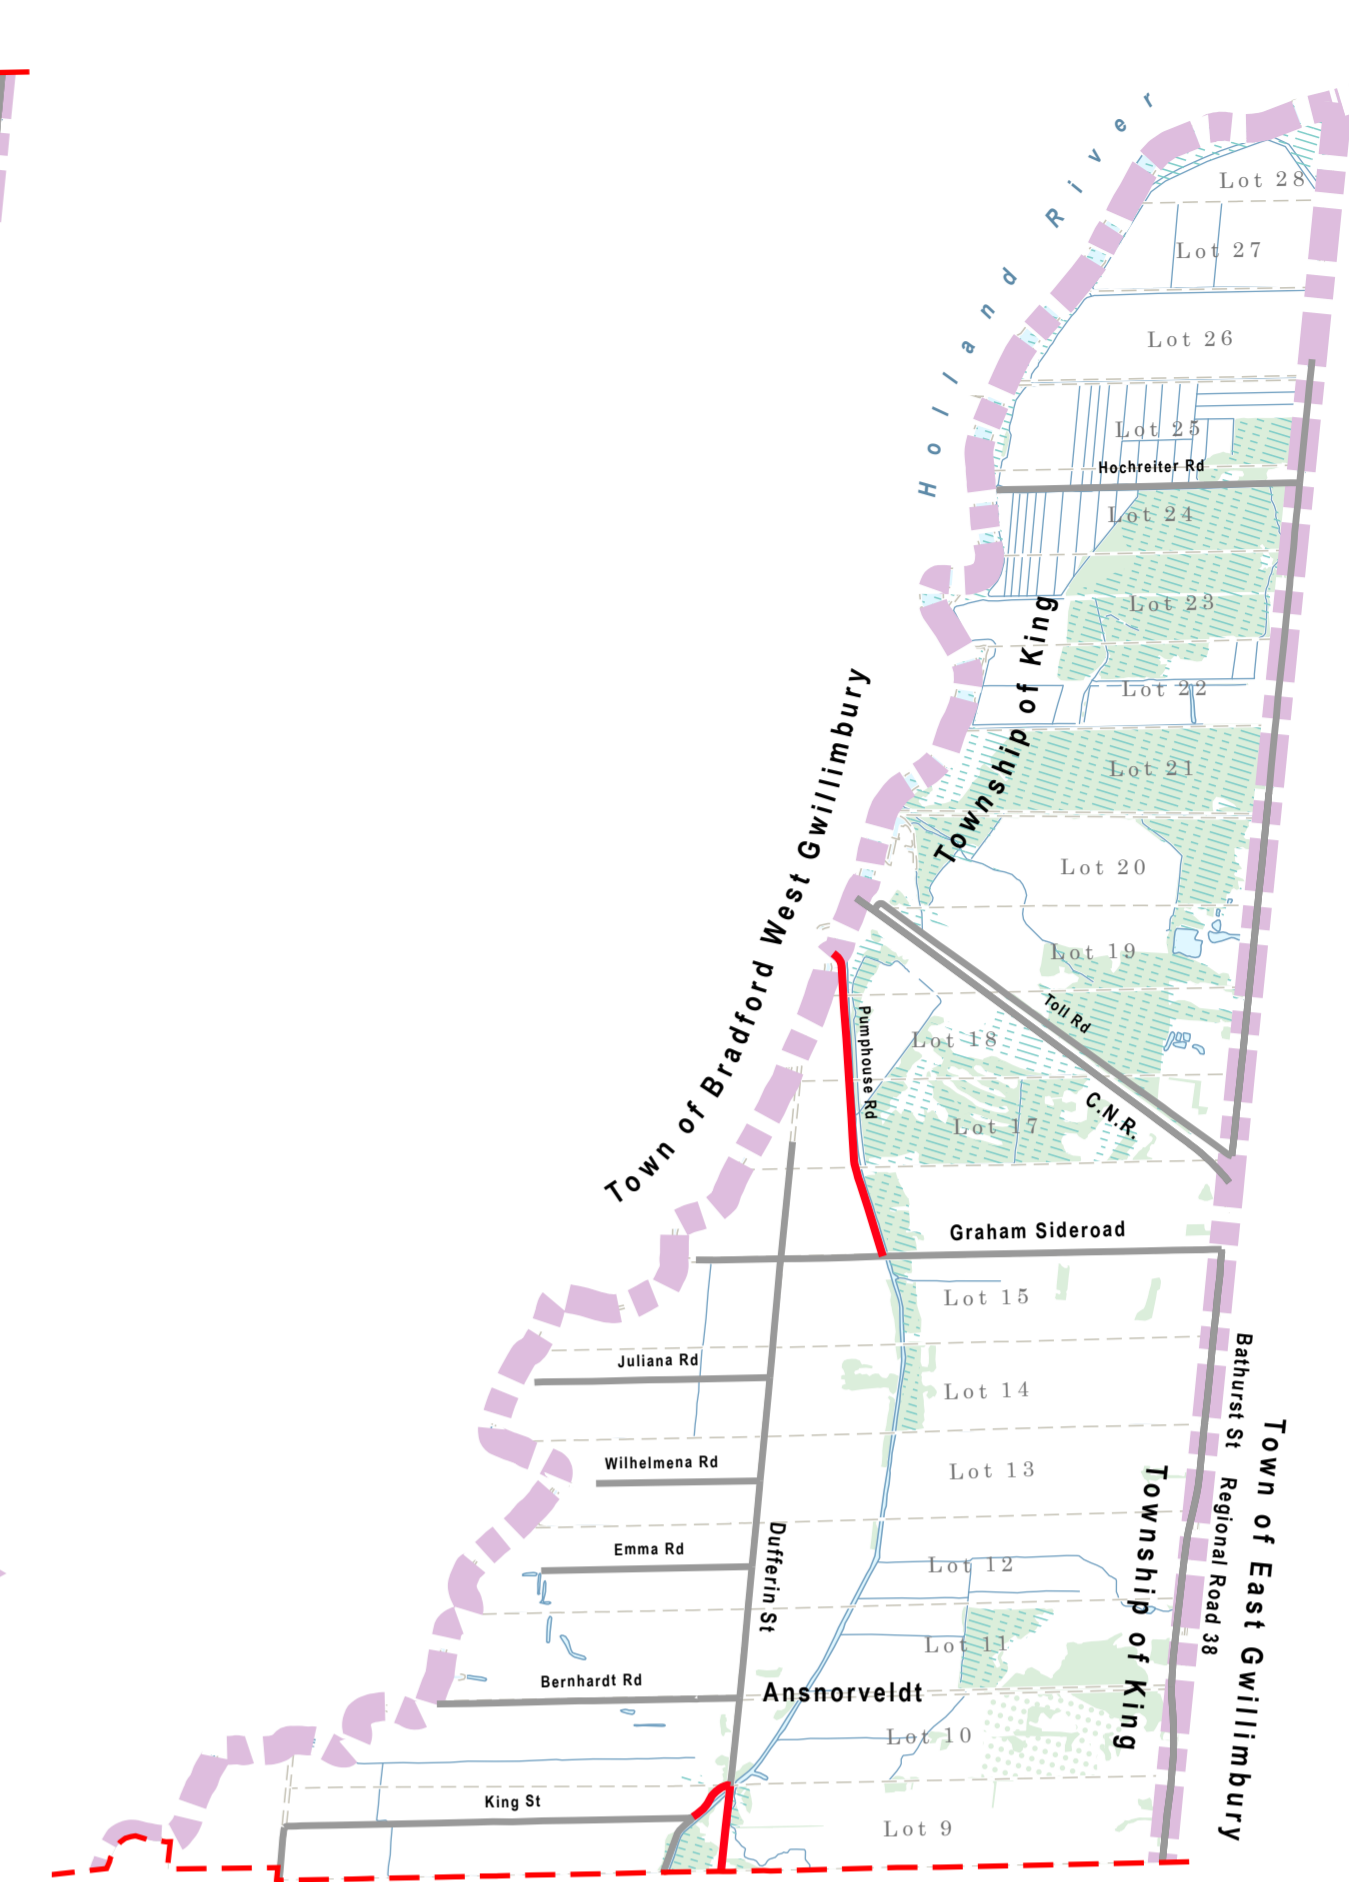 Holland River
Lot 28
Lot 27
Lot 26
Lot 25
Hochreiter Rd
Lot 24
Lot 23
Township of King
Lot 22
Town of Bradford West Gwillimbury
Lot 21
Lot 20
Lot 19
Toll Rd
Pumphouse Rd
Lot 18
C.N.R.
Lot 17
Graham Sideroad
Lot 15
Bathurst St
Juliana Rd
Lot 14
Town of East Gwillimbury
Wilhelmena Rd
Lot 13
Township of King
Regional Road 38
Dufferin St
Emma Rd
Lot 12
Lot 11
Bernhardt Rd
Ansnorveldt
Lot 10
King St
Lot 9